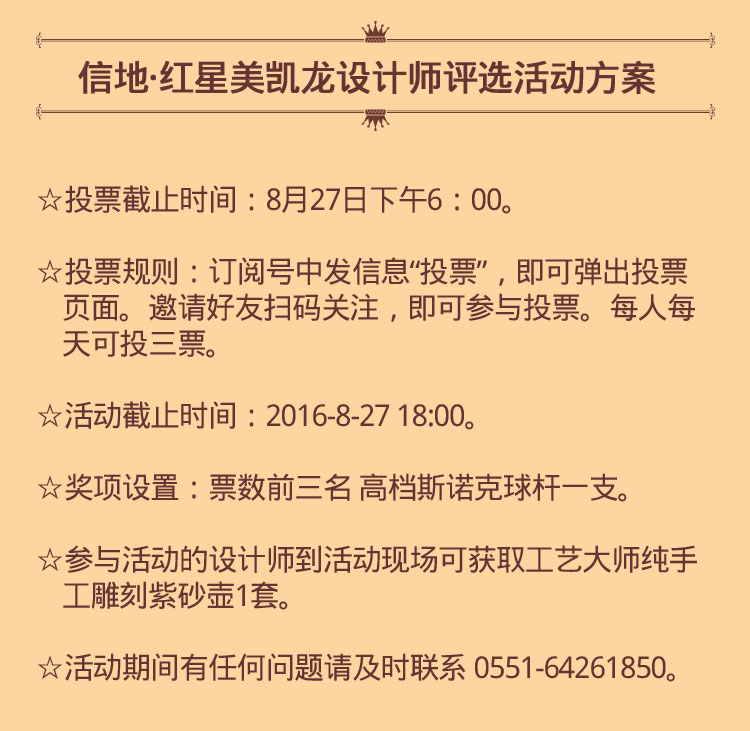 信地·红星美凯龙设计师评选活动方案
☆投票截止时间：8月27日下午6：00。
☆投票规则：订阅号中发信息“投票”，即可弹出投票
页面。邀请好友扫码关注，即可参与投票。每人每
天可投三票。
☆活动截止时间：2016-8-27 18:00。
☆奖项设置：票数前三名 高档斯诺克球杆一支。
☆参与活动的设计师到活动现场可获取工艺大师纯手
工雕刻紫砂壶1套。
☆活动期间有任何问题请及时联系 0551-64261850。